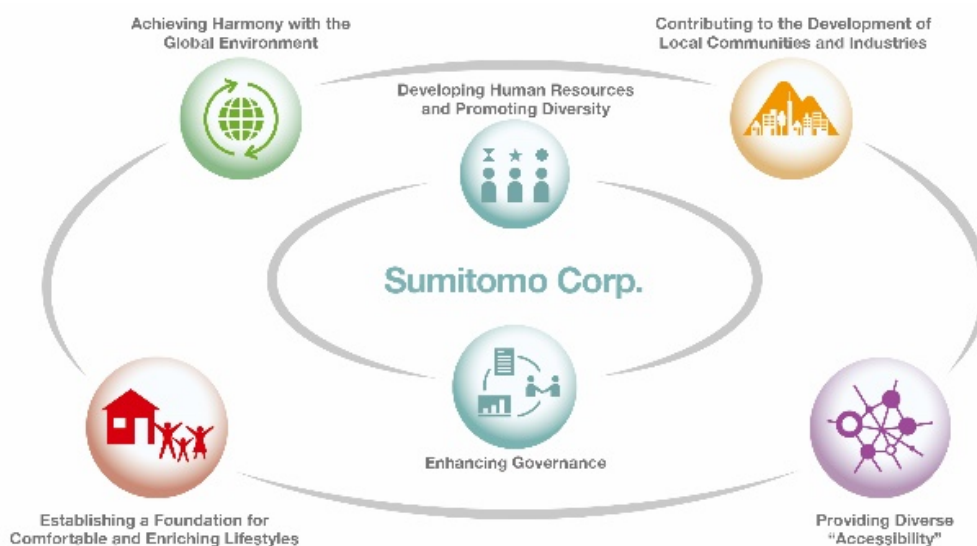 Achieving Harmony with the
Global Environment
Contributing to the Development of
Local Communities and Industries
Developing Human Resources
and Promoting Diversity
Sumitomo Corp.
Enhancing Governance
Establishing a Foundation for
Comfortable and Enriching Lifestyles
Providing Diverse
“Accessibility”